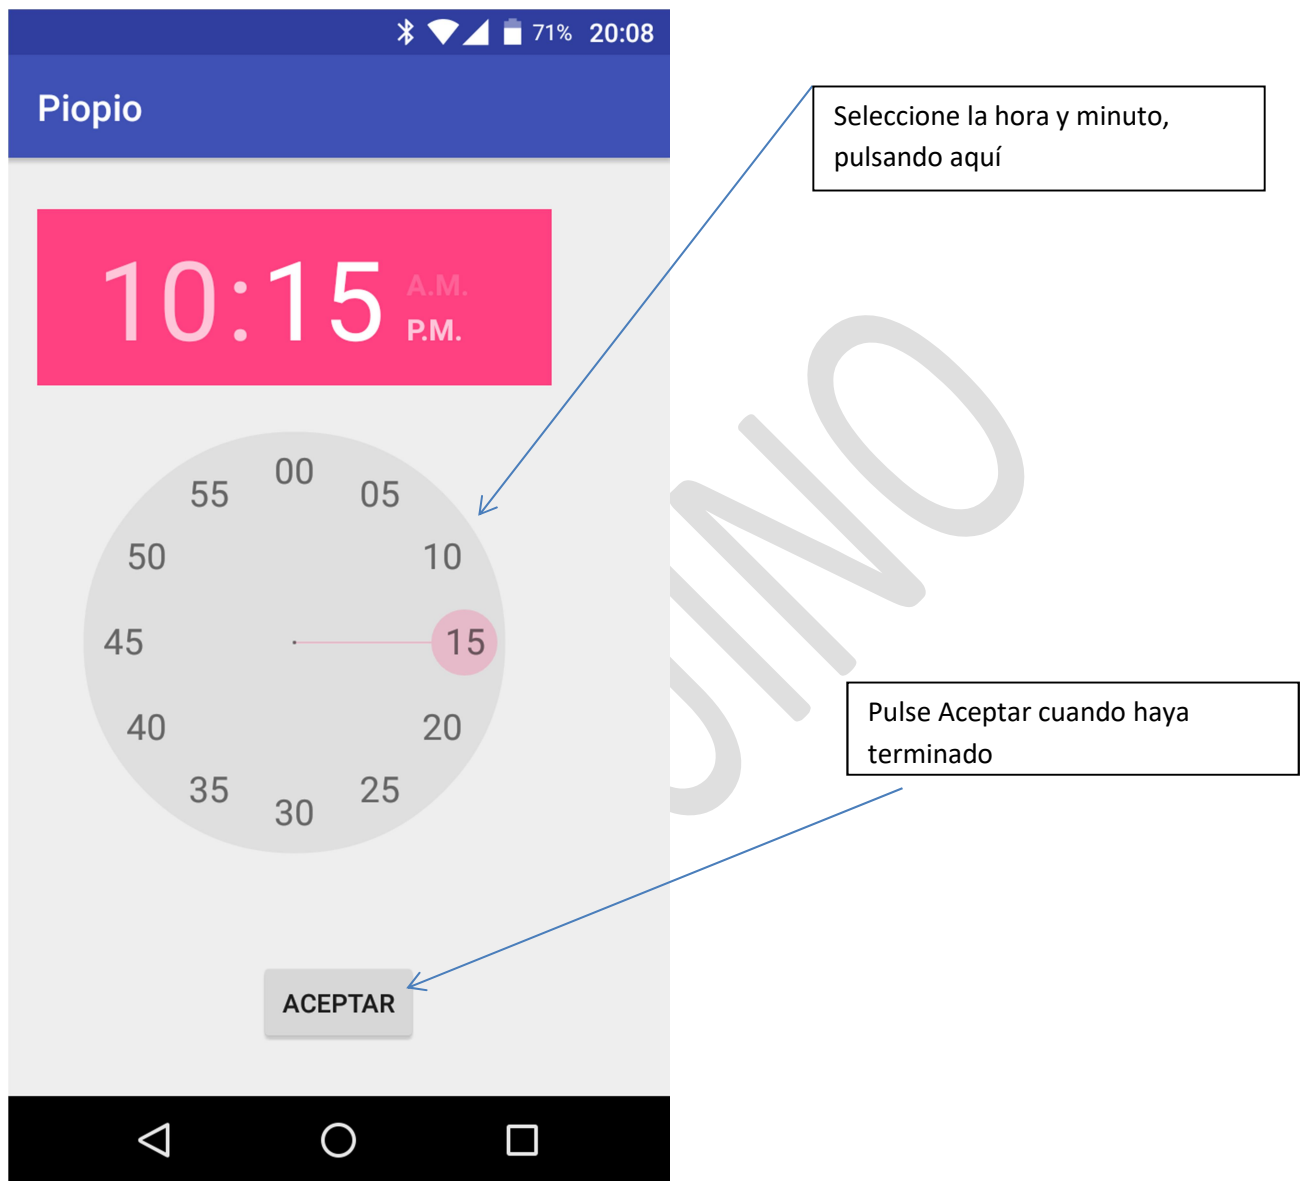 71% 20:08
Piopio
Seleccione la hora y minuto,
pulsando aquí
10:15
A.M.
P.M.
00
55
05
50
10
45
15
40
20
35
25
30
Pulse Aceptar cuando haya
terminado
ACEPTAR
UNO